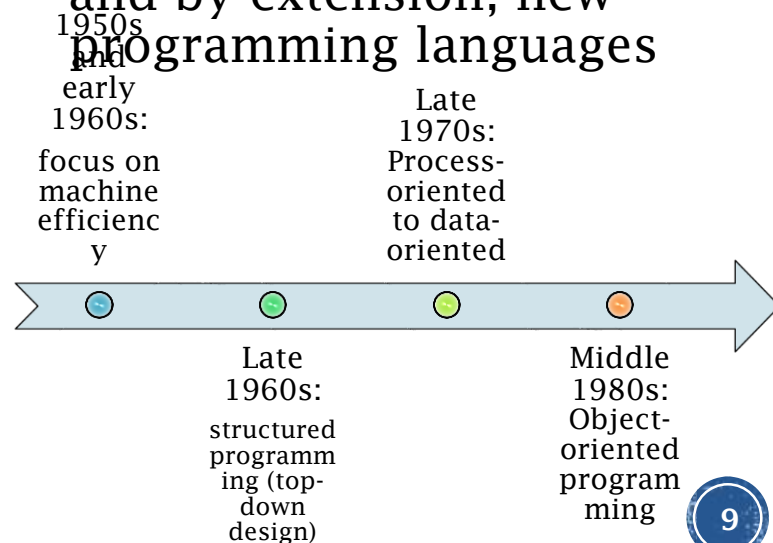 and by extension, new
programming languages
1950s
and
early
1960s:
focus on
machine
efficienc
y
Late
1960s:
structured
programm
ing (top-
down
design)
Late
1970s:
Process-
oriented
to data-
oriented
Middle
1980s:
Object-
oriented
program
ming
9